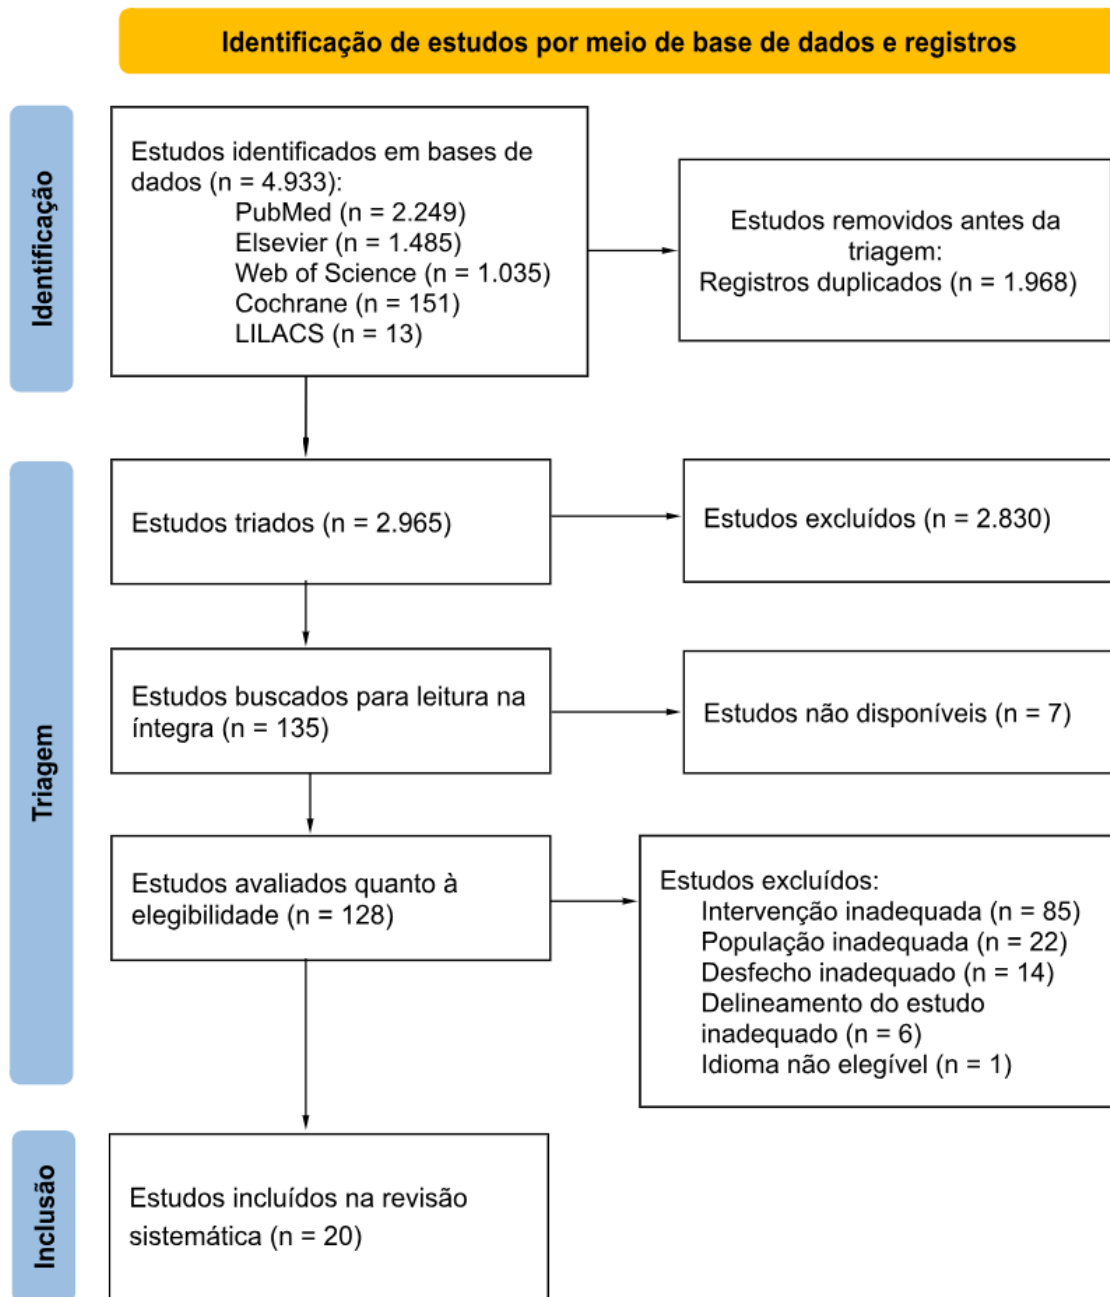 Identificação de estudos por meio de base de dados e registros
Identificação
Estudos identificados em bases de
dados (n = 4.933):
PubMed (n = 2.249)
Elsevier (n = 1.485)
Web of Science (n = 1.035)
Cochrane (n = 151)
LILACS (n = 13)
Estudos removidos antes da
triagem:
Registros duplicados (n = 1.968)
Triagem
Estudos triados (n = 2.965)
Estudos excluídos (n = 2.830)
Estudos buscados para leitura na
íntegra (n = 135)
Estudos não disponíveis (n = 7)
Estudos avaliados quanto à
elegibilidade (n = 128)
Estudos excluídos:
Intervenção inadequada (n = 85)
População inadequada (n = 22)
Desfecho inadequado (n = 14)
Delineamento do estudo
inadequado (n = 6)
Idioma não elegível (n = 1)
Inclusão
Estudos incluídos na revisão
sistemática (n = 20)